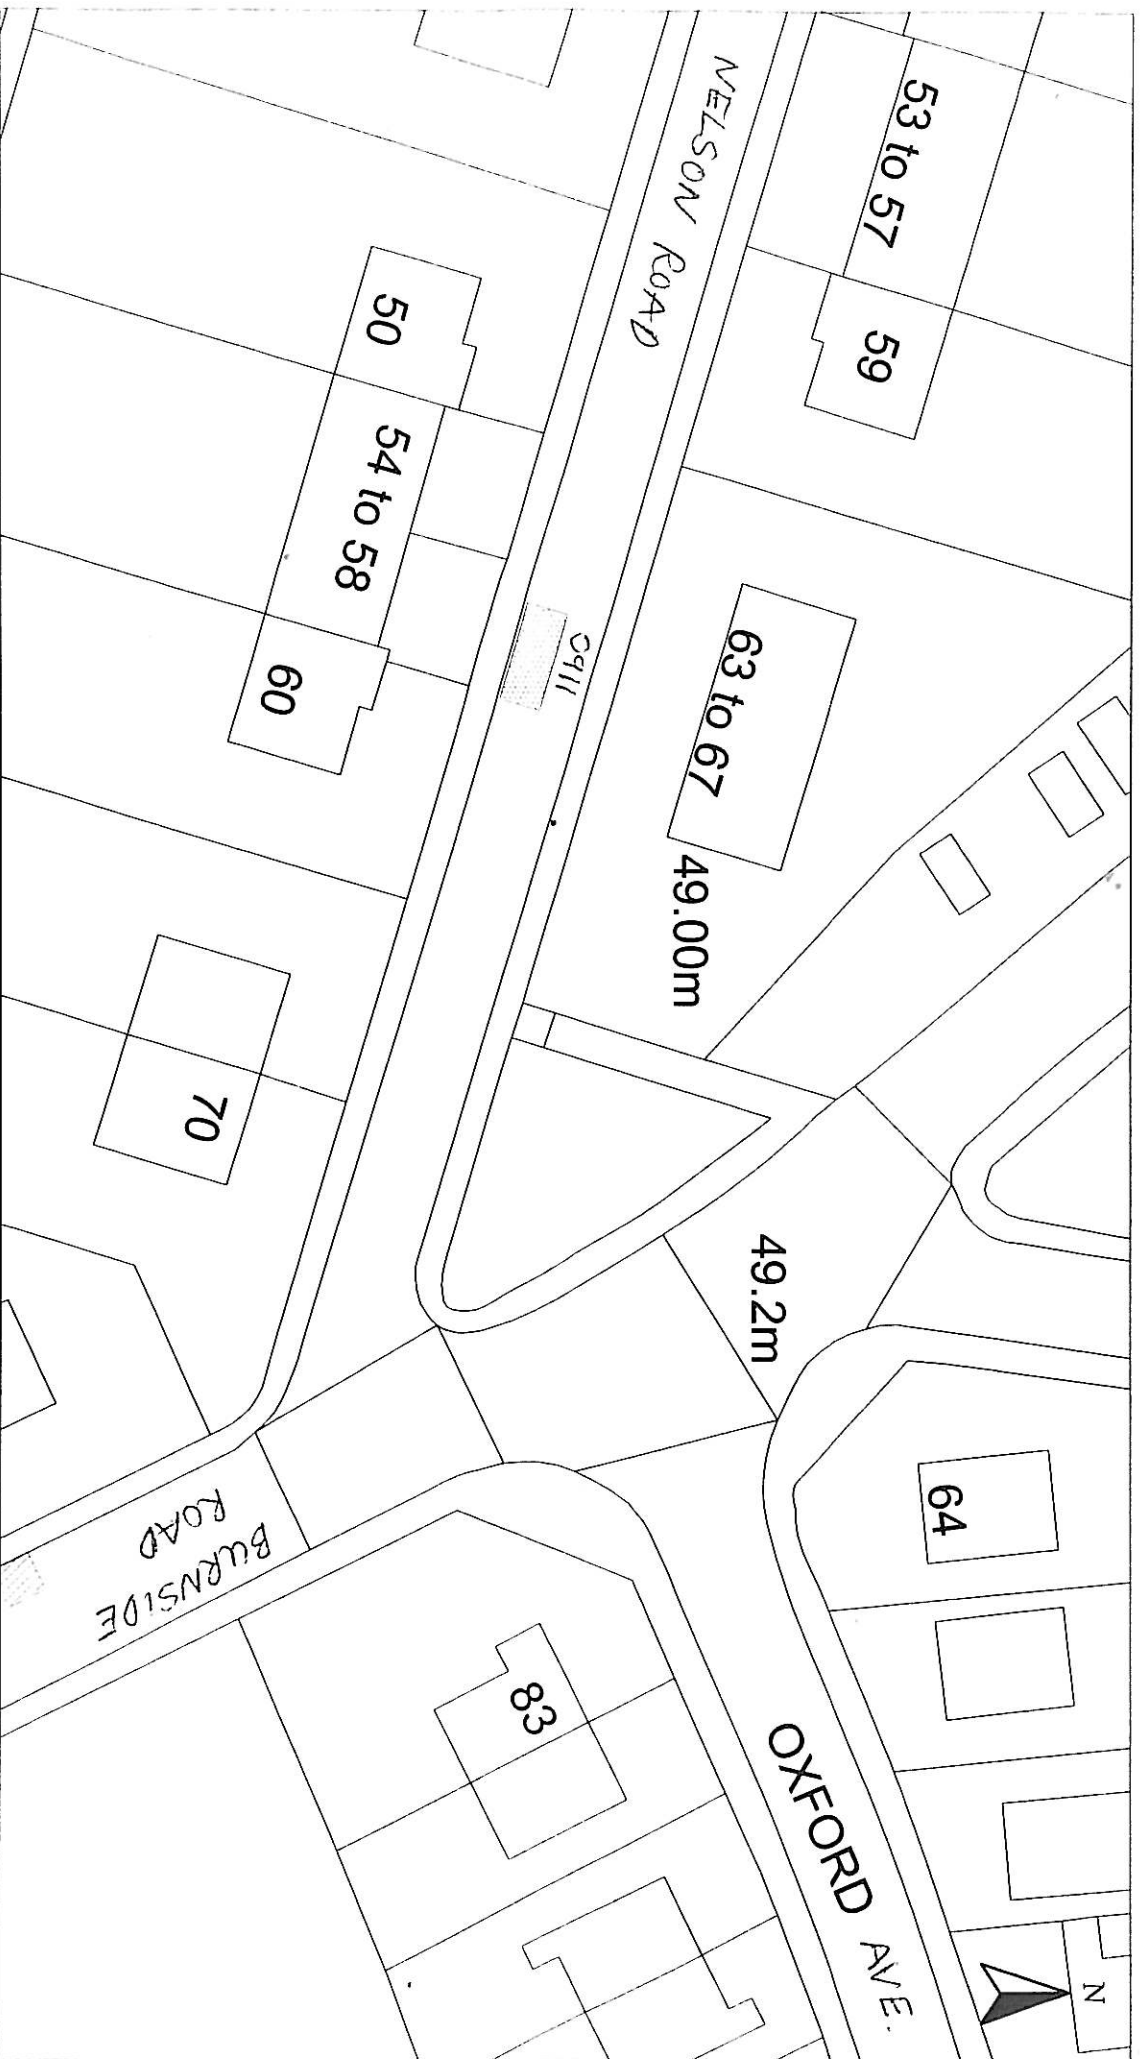 NELSON ROAD
53 to 57
59
50
54 to 58
60
0911
63 to 67
49.00m
70
49.2m
64
83
BURNSIDE
ROAD
OXFORD AVE.
N